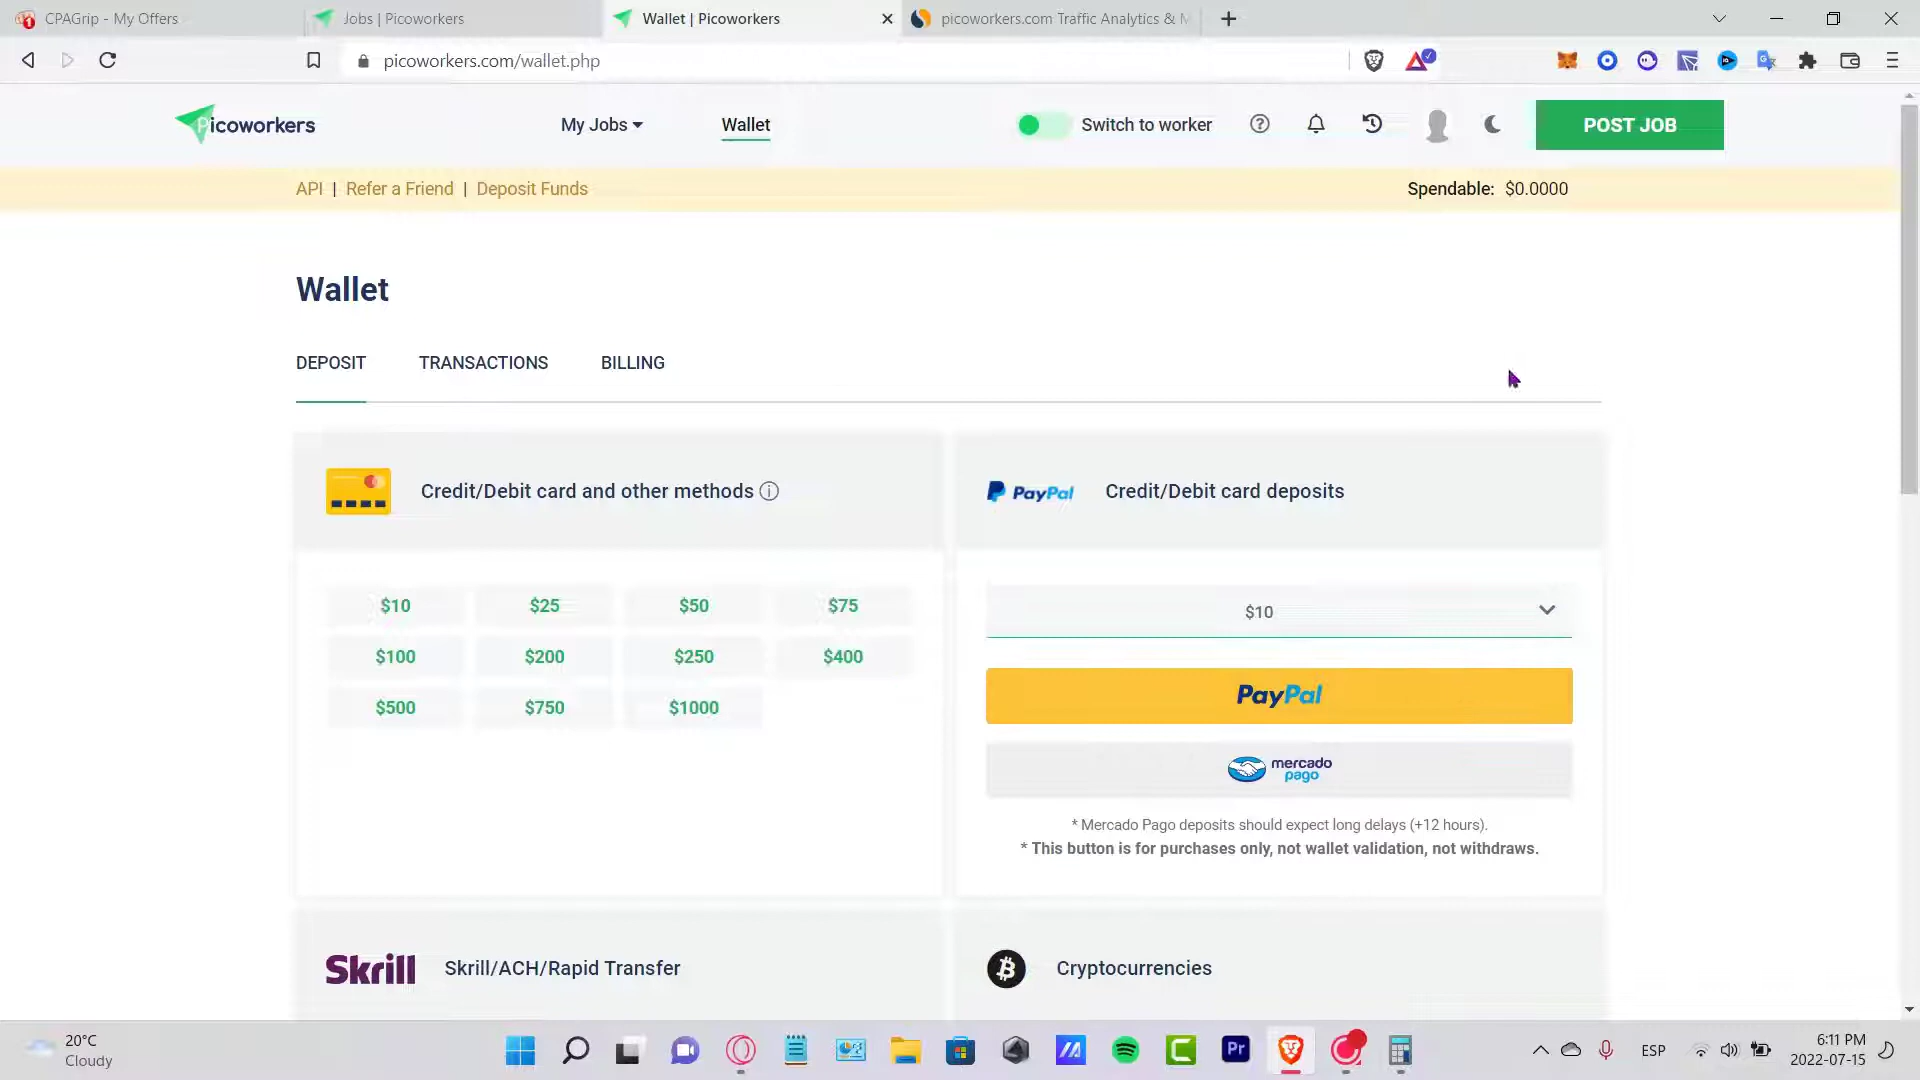 CPAGrip - My Offers
Jobs | Picoworkers
Wallet | Picoworkers
picoworkers.com Traffic Analytics & M
picoworkers.com/wallet.php
Picoworkers
My Jobs
Wallet
Switch to worker
POST JOB
API | Refer a Friend | Deposit Funds
Spendable: $0.0000
Wallet
DEPOSIT
TRANSACTIONS
BILLING
Credit/Debit card and other methods
PayPal
Credit/Debit card deposits
$10
$25
$50
$75
$100
$200
$250
$400
$500
$750
$1000
$10
PayPal
mercado
pago
* Mercado Pago deposits should expect long delays (+12 hours).
* This button is for purchases only, not wallet validation, not withdraws.
Skrill
Skrill/ACH/Rapid Transfer
Cryptocurrencies
20°C
Cloudy
Pr
ESP
6:11 PM
2022-07-15